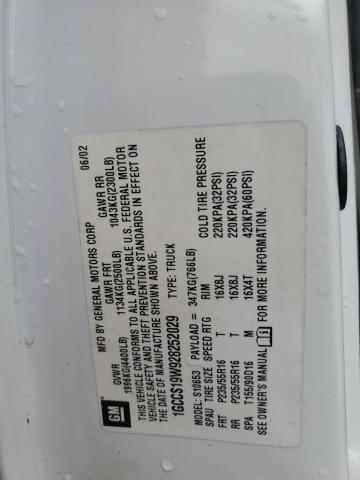 GM
MFD BY GENERAL MOTORS CORP 06/02
GVWR GAWR FRT GAWR RR
1996KG(4400LB) 1134KG(2500LB) 1043KG(2300LB)
THIS VEHICLE CONFORMS TO ALL APPLICABLE U.S. FEDERAL MOTOR
VEHICLE SAFETY AND THEFT PREVENTION STANDARDS IN EFFECT ON
THE DATE OF MANUFACTURE SHOWN ABOVE.
1GCCS19W928252029 TYPE: TRUCK
MODEL: S10653 PAYLOAD = 347KG(766LB)
SPAU TIRE SIZE SPEED RTG RIM COLD TIRE PRESSURE
FRT P235/55R16 T 16X8J 220KPA(32PSI)
RR P235/55R16 T 16X8J 220KPA(32PSI)
SPA T155/90D16 M 16X4T 420KPA(60PSI)
SEE OWNER'S MANUAL FOR MORE INFORMATION.